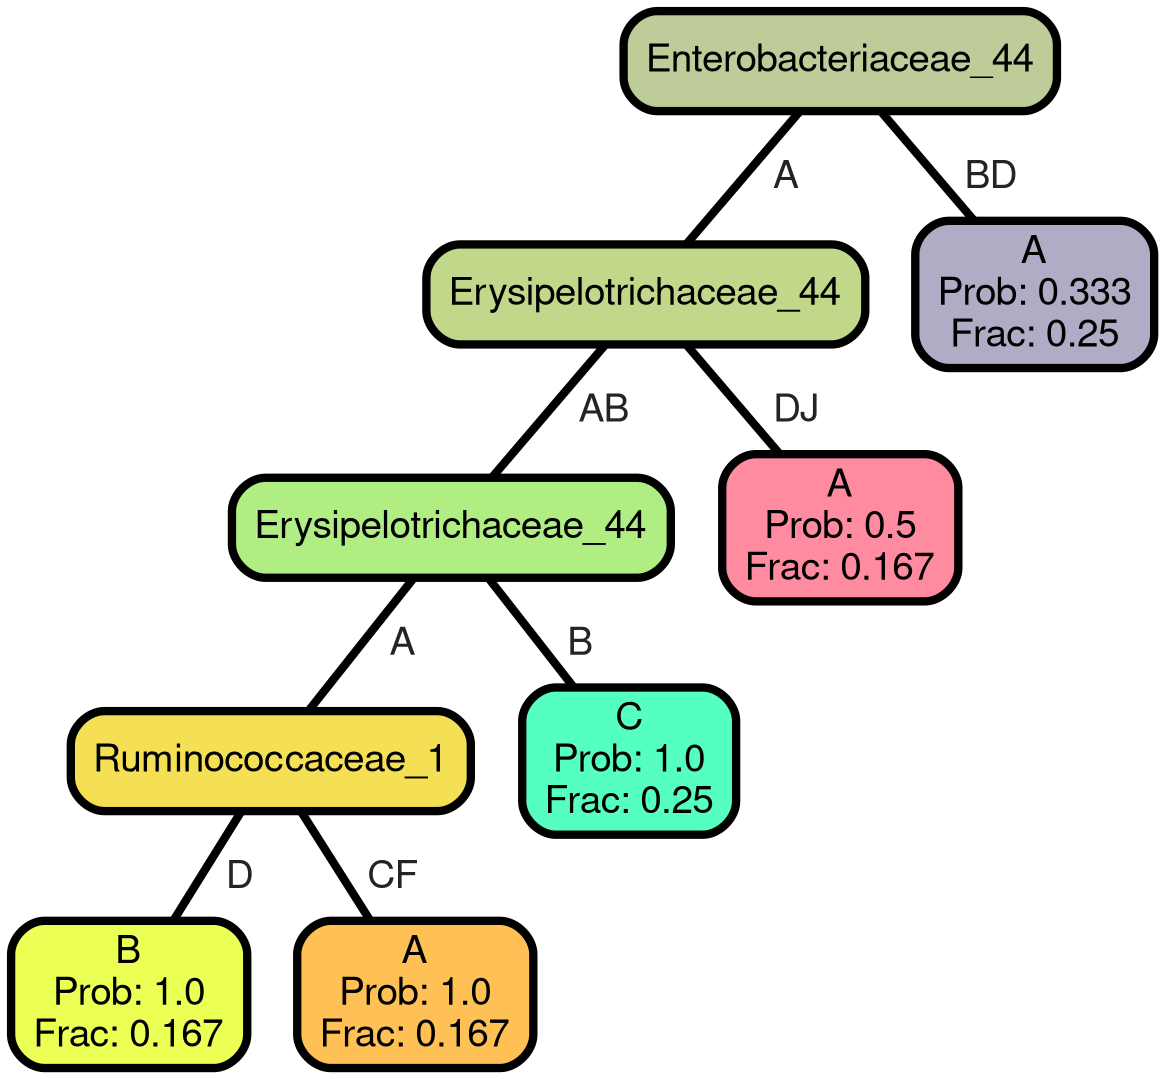 Enterobacteriaceae_44
A
BD
Erysipelotrichaceae_44
A
Prob: 0.333
Frac: 0.25
AB
DJ
Erysipelotrichaceae_44
A
Prob: 0.5
Frac: 0.167
A
B
Ruminococcaceae_1
C
Prob: 1.0
Frac: 0.25
D
CF
B
Prob: 1.0
Frac: 0.167
A
Prob: 1.0
Frac: 0.167